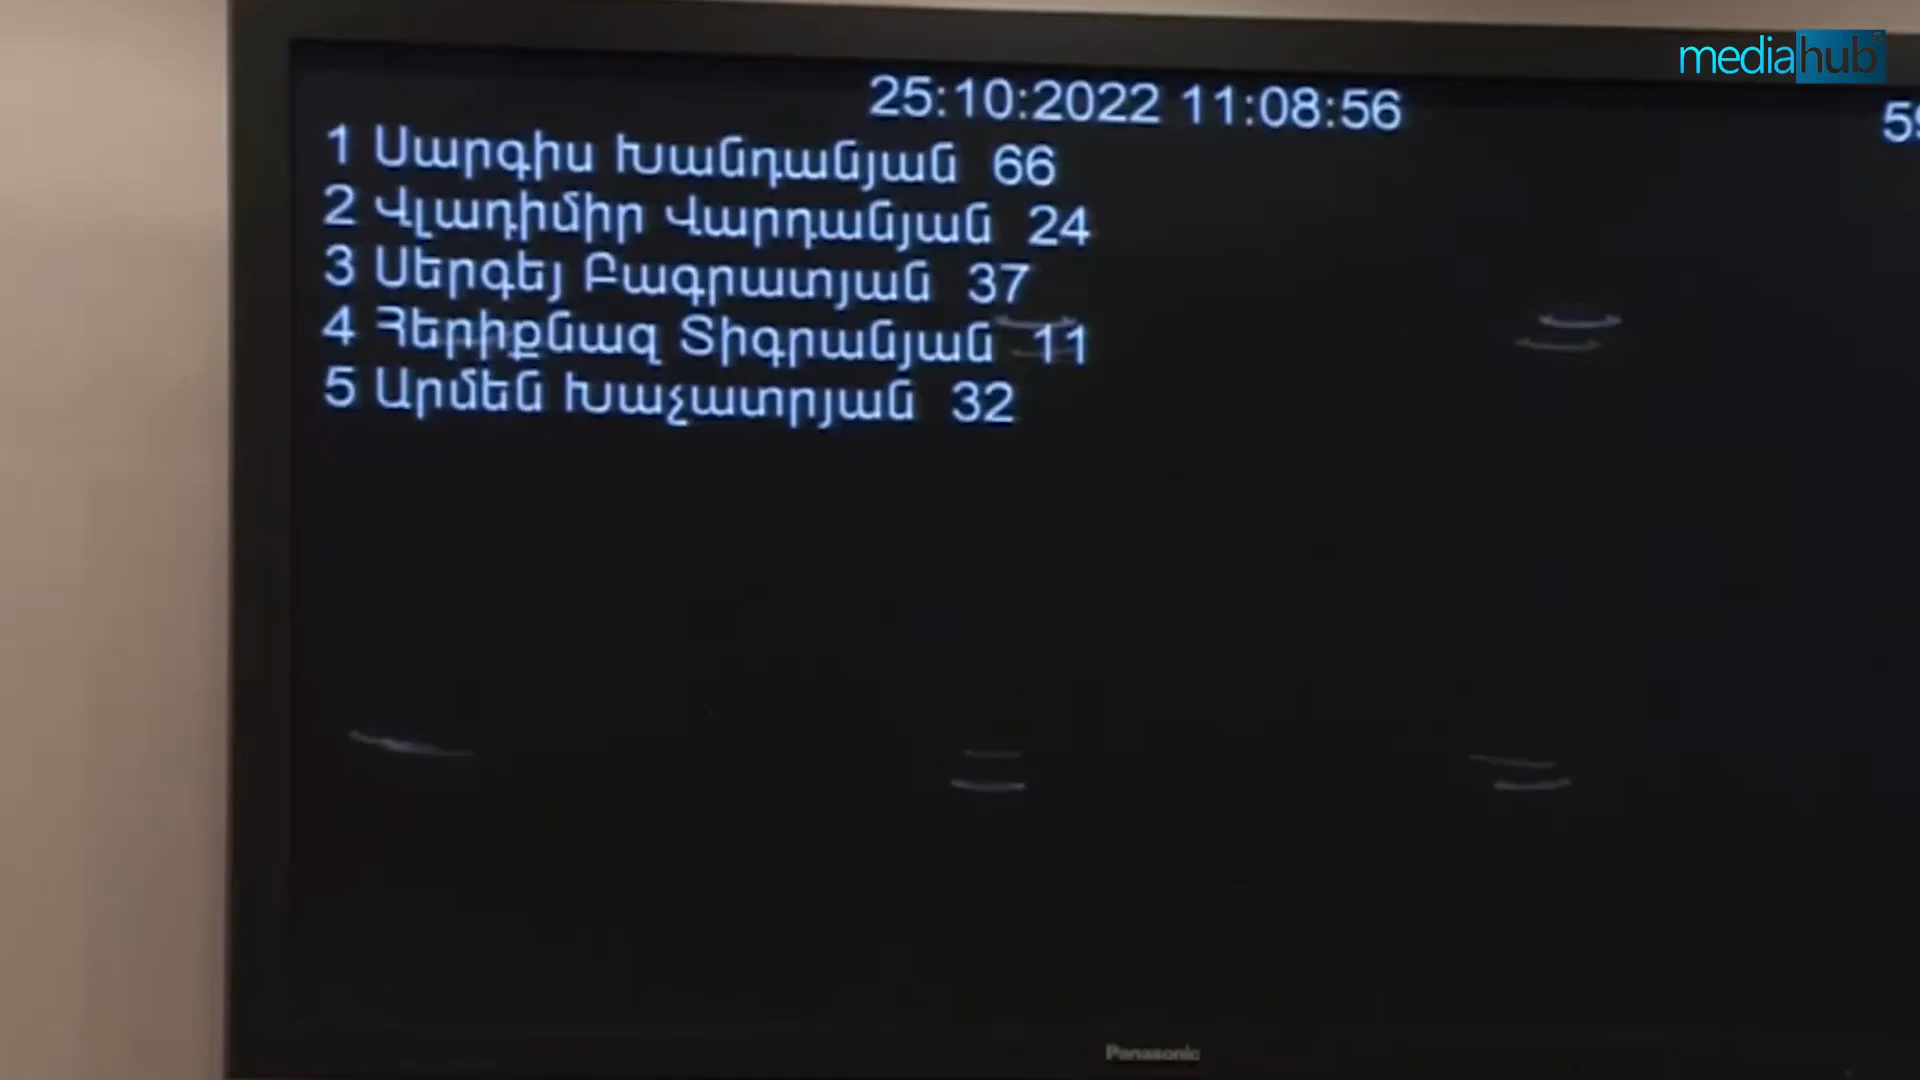 mediahub
25:10:2022 11:08:56
1 Սարգիս Խանդանյան 66
2 Վլադիմիր Վարդանյան 24
3 Սերգեյ Բագրատյան 37
4 Հերիքնազ Տիգրանյան 11
5 Արմեն Խաչատրյան 32
Panasonic